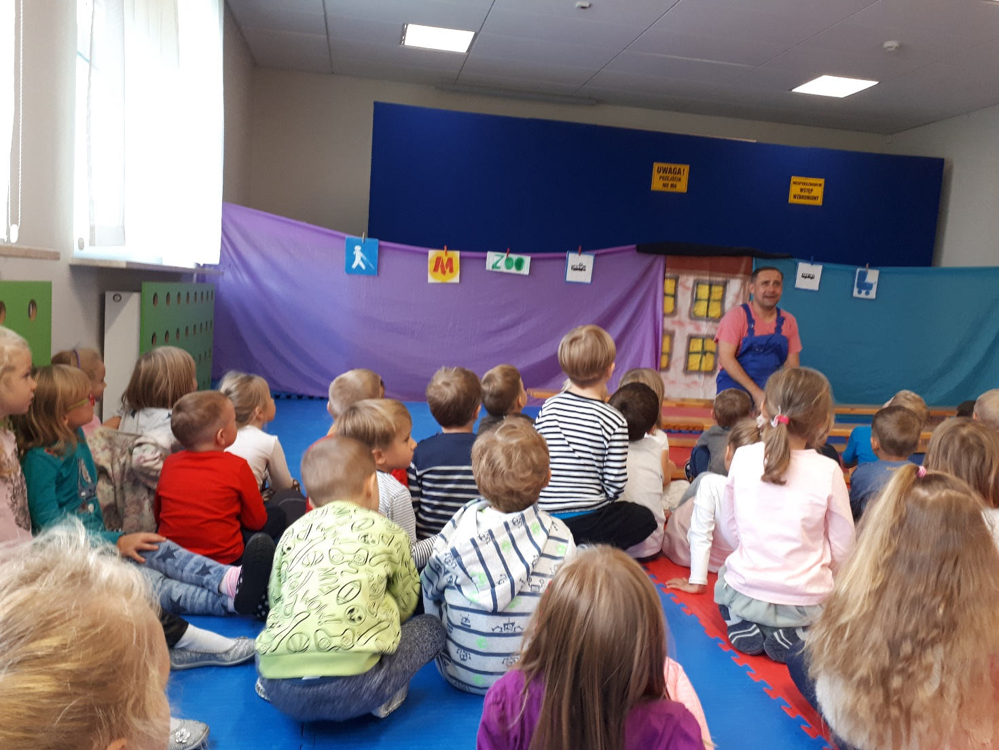 UWAGA!
PRZEJŚCIA
NIE MA
NIEUPOWAŻNIONYM
WSTĘP
WZBRONIONY
M
ZOO